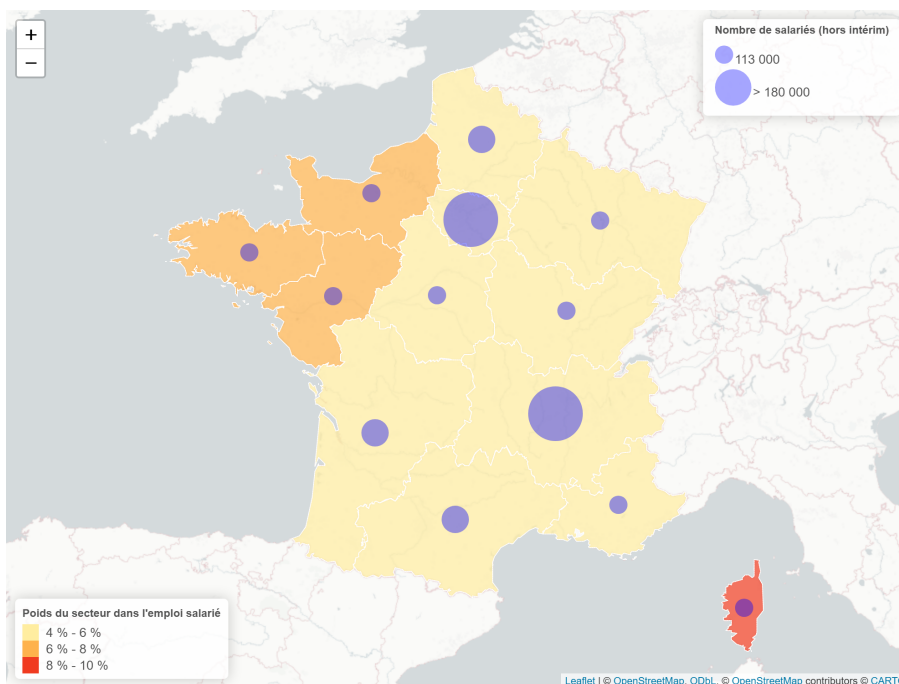 +
−
Nombre de salariés (hors intérim)
113 000
> 180 000
Poids du secteur dans l'emploi salarié
4 % - 6 %
6 % - 8 %
8 % - 10 %
Leaflet | © OpenStreetMap, ODbL, © OpenStreetMap contributors © CARTO